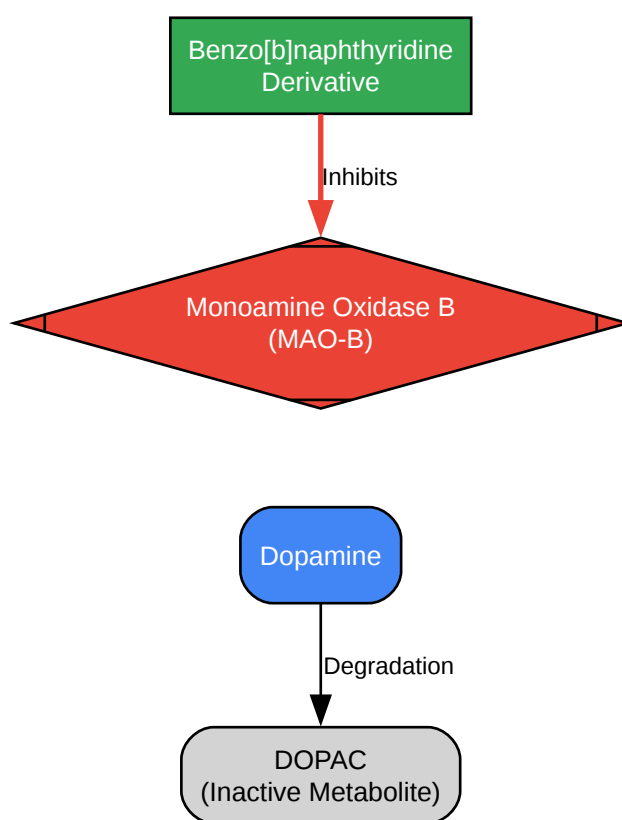 Benzo[b]naphthyridine
Derivative
Inhibits
Monoamine Oxidase B
(MAO-B)
Dopamine
Degradation
DOPAC
(Inactive Metabolite)